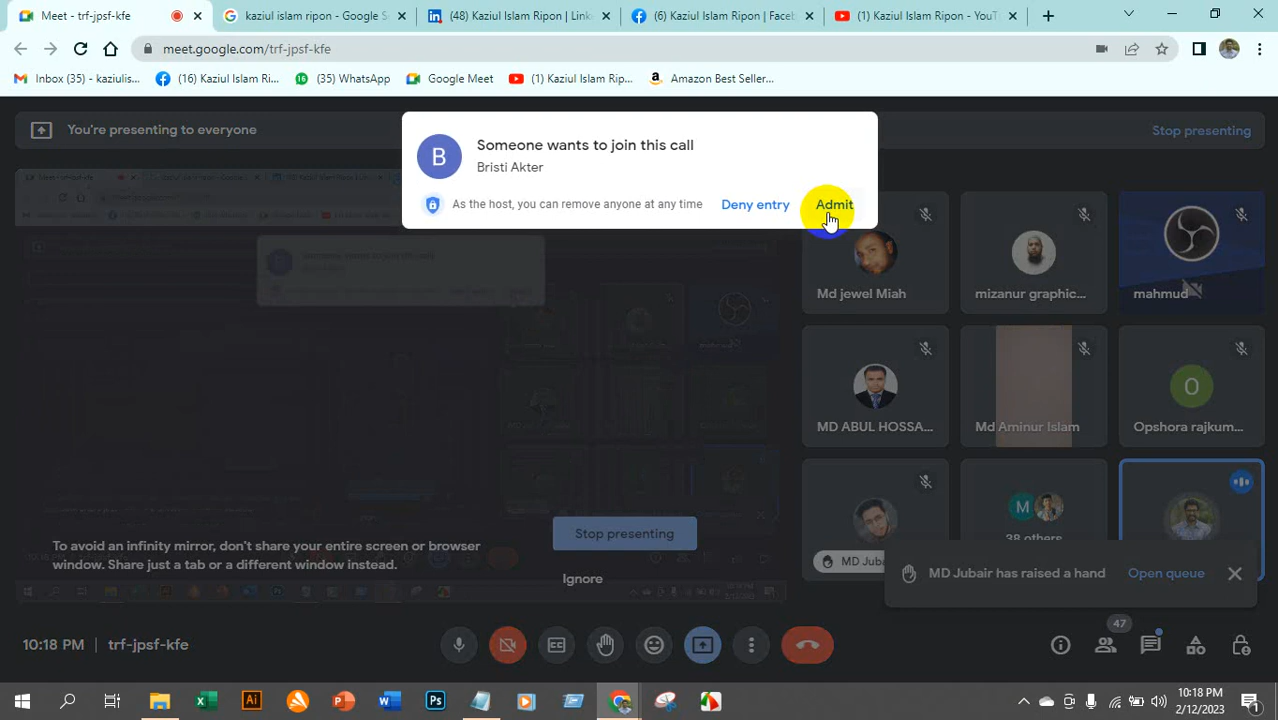 Meet - trf-jpsf-kfe
kaziul islam ripon - Google S
(48) Kaziul Islam Ripon | Link
(6) Kaziul Islam Ripon | Faceb
(1) Kaziul Islam Ripon - YouT
meet.google.com/trf-jpsf-kfe
Inbox (35) - kaziulis...
(16) Kaziul Islam Ri...
(35) WhatsApp
Google Meet
(1) Kaziul Islam Rip...
Amazon Best Seller...
You're presenting to everyone
Stop presenting
B
Someone wants to join this call
Bristi Akter
As the host, you can remove anyone at any time
Deny entry
Admit
Md jewel Miah
mizanur graphic...
mahmud
MD ABUL HOSSA...
Md Aminur Islam
O
Opshora rajkum...
M
38 others
MD Juba
Stop presenting
To avoid an infinity mirror, don't share your entire screen or browser
window. Share just a tab or a different window instead.
Ignore
MD Jubair has raised a hand
Open queue
10:18 PM
trf-jpsf-kfe
47
Ai
Ps
10:18 PM
2/12/2023
1